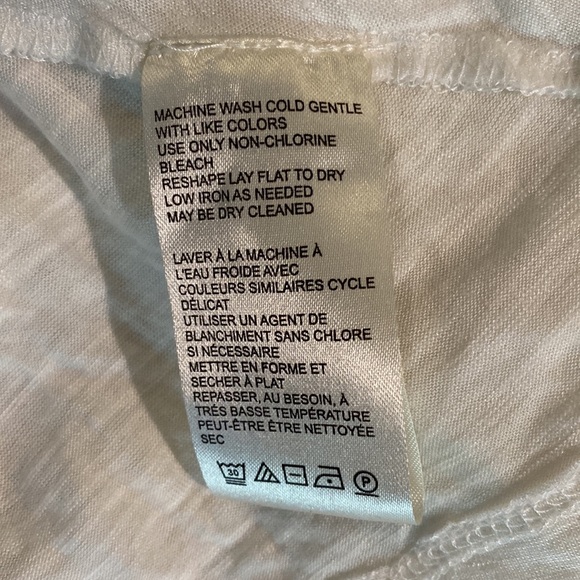 MACHINE WASH COLD GENTLE
WITH LIKE COLORS
USE ONLY NON-CHLORINE
BLEACH
RESHAPE LAY FLAT TO DRY
LOW IRON AS NEEDED
MAY BE DRY CLEANED
LAVER À LA MACHINE À
L'EAU FROIDE AVEC
COULEURS SIMILAIRES CYCLE
DÉLICAT
UTILISER UN AGENT DE
BLANCHIMENT SANS CHLORE
SI NÉCESSAIRE
METTRE EN FORME ET
SECHER À PLAT
REPASSER, AU BESOIN, À
TRÉS BASSE TEMPÉRATURE
PEUT-ÊTRE ÊTRE NETTOYÉE
SEC
30 P